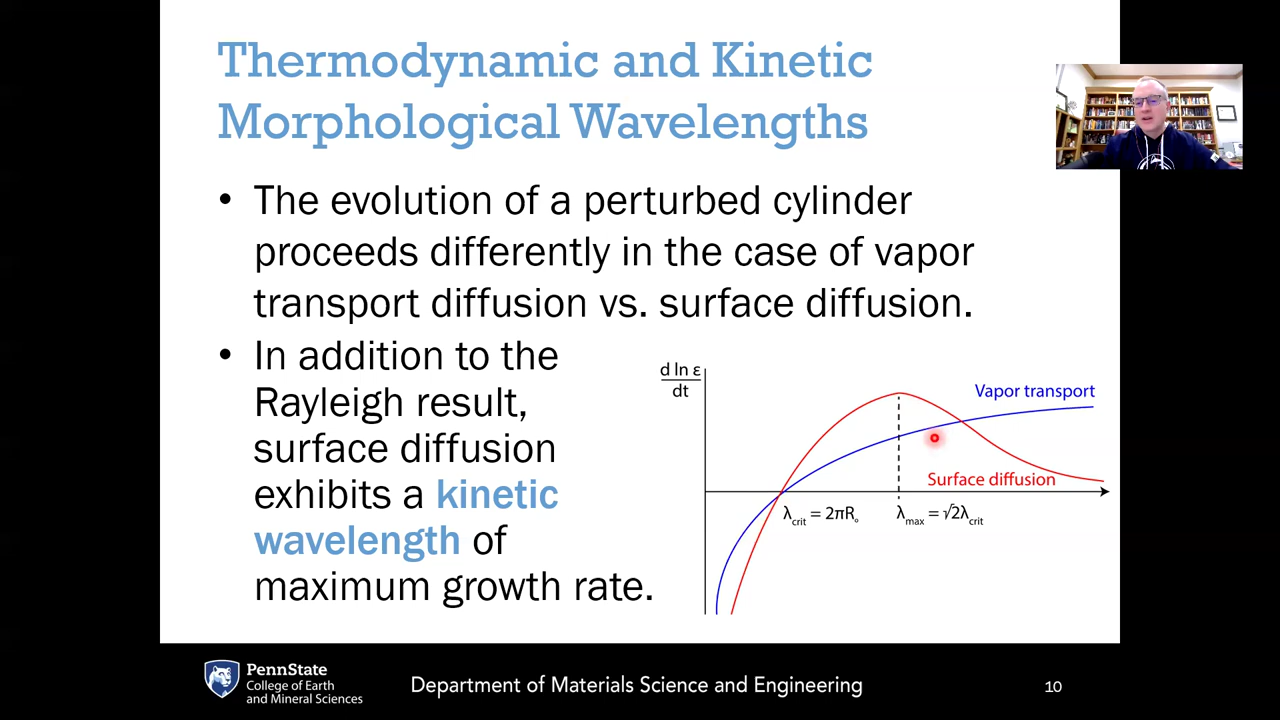 Thermodynamic and Kinetic
Morphological Wavelengths
• The evolution of a perturbed cylinder
proceeds differently in the case of vapor
transport diffusion vs. surface diffusion.
• In addition to the
Rayleigh result,
surface diffusion
exhibits a kinetic
wavelength of
maximum growth rate.
d ln ε
dt
Vapor transport
Surface diffusion
λcrit = 2πR₀
λmax = √2λcrit
PennState
College of Earth
and Mineral Sciences
Department of Materials Science and Engineering
10